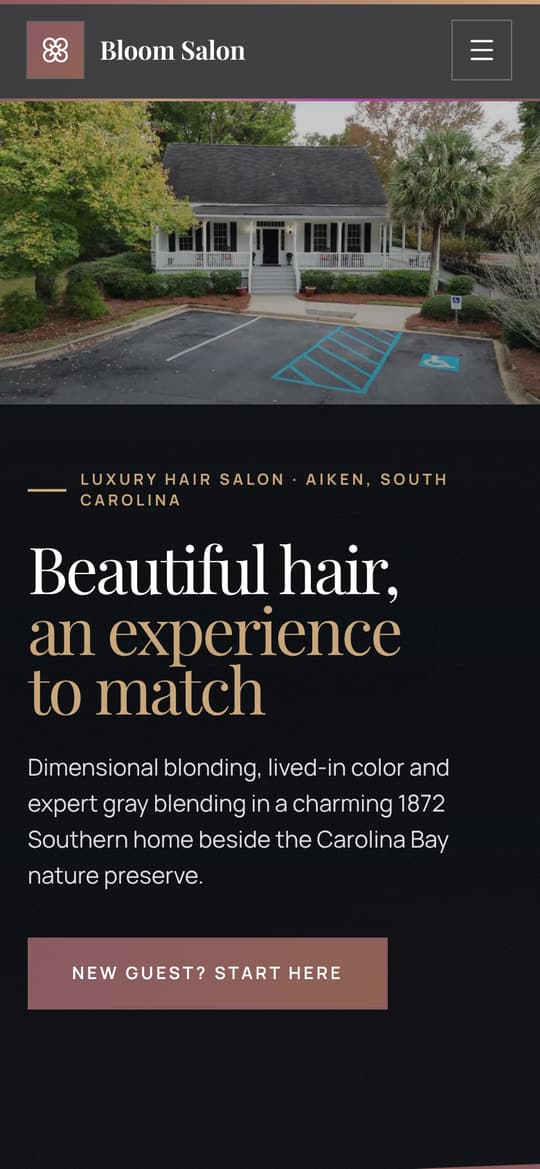 Bloom Salon
LUXURY HAIR SALON · AIKEN, SOUTH
CAROLINA
Beautiful hair,
an experience
to match
Dimensional blonding, lived-in color and
expert gray blending in a charming 1872
Southern home beside the Carolina Bay
nature preserve.
NEW GUEST? START HERE